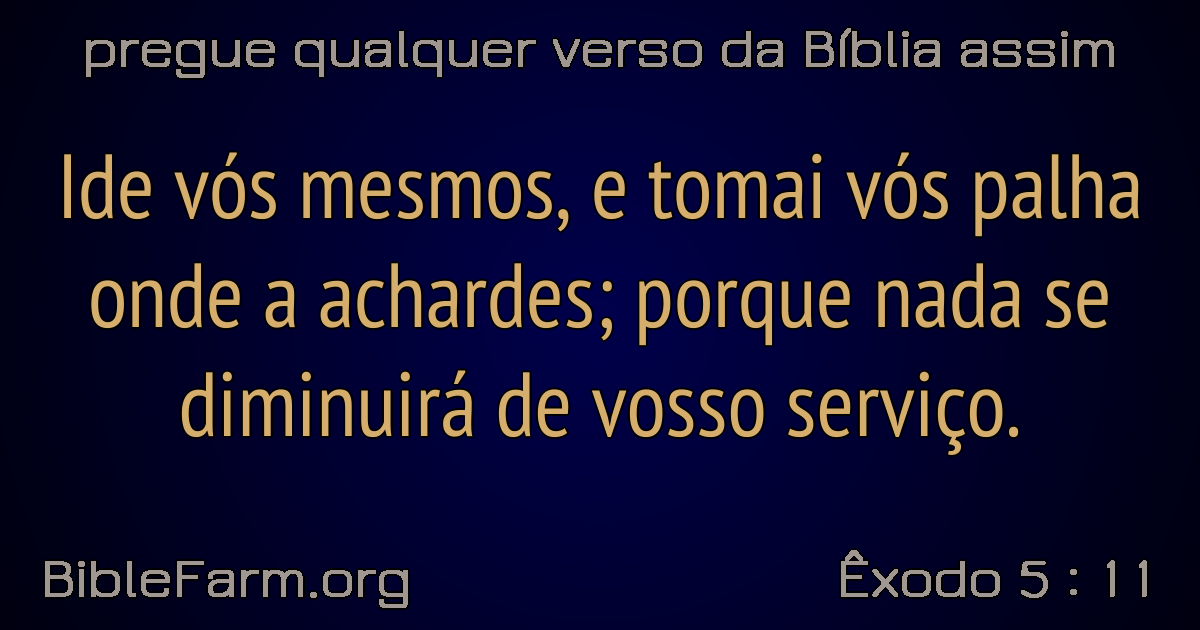 pregue qualquer verso da Bíblia assim
Ide vós mesmos, e tomai vós palha
onde a achardes; porque nada se
diminuirá de vosso serviço.
BibleFarm.org
Êxodo 5 : 11